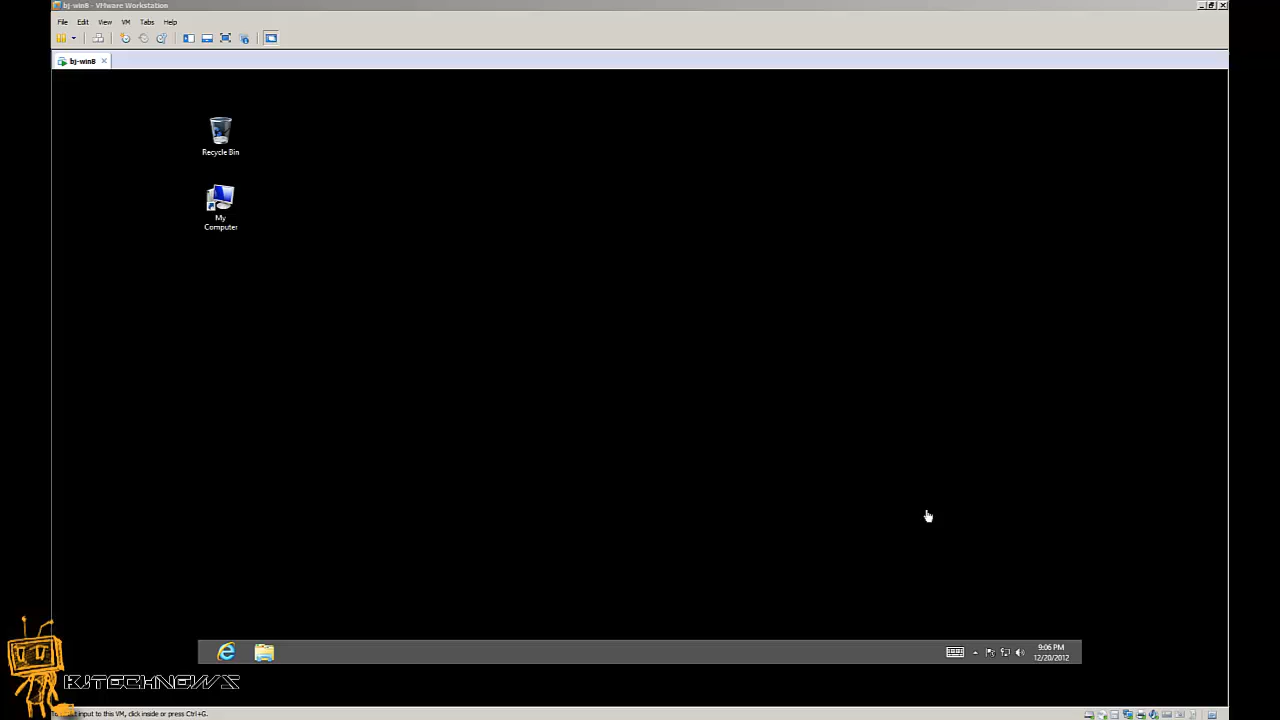 bj-win8 - VMware Workstation
File Edit View VM Tabs Help
bj-win8
Recycle Bin
My
Computer
9:06 PM
12/20/2012
BJTECHNEWS
input to this VM, click inside or press Ctrl+G.